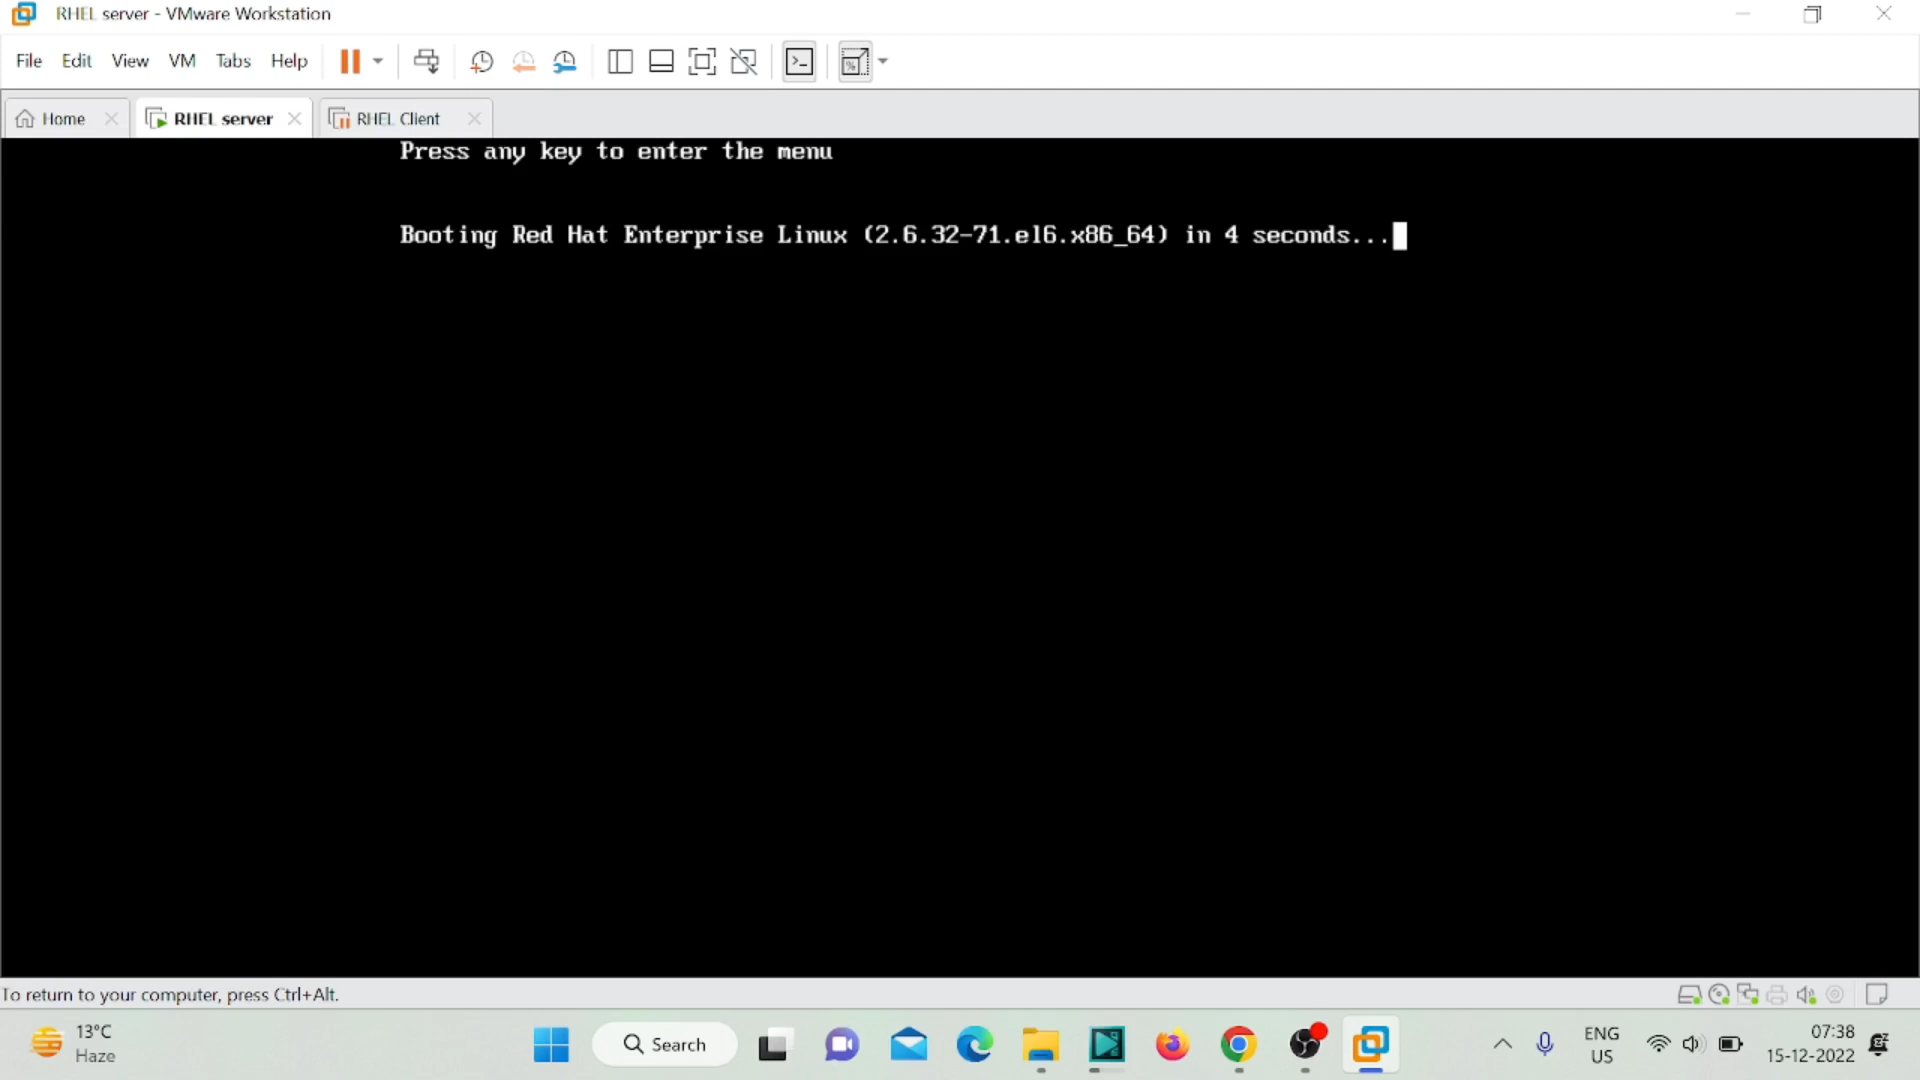 RHEL server - VMware Workstation
File Edit View VM Tabs Help
Home RHEL server RHEL Client
Press any key to enter the menu
Booting Red Hat Enterprise Linux (2.6.32-71.el6.x86_64) in 4 seconds...
To return to your computer, press Ctrl+Alt.
13°C
Haze
Search
ENG
US
07:38
15-12-2022